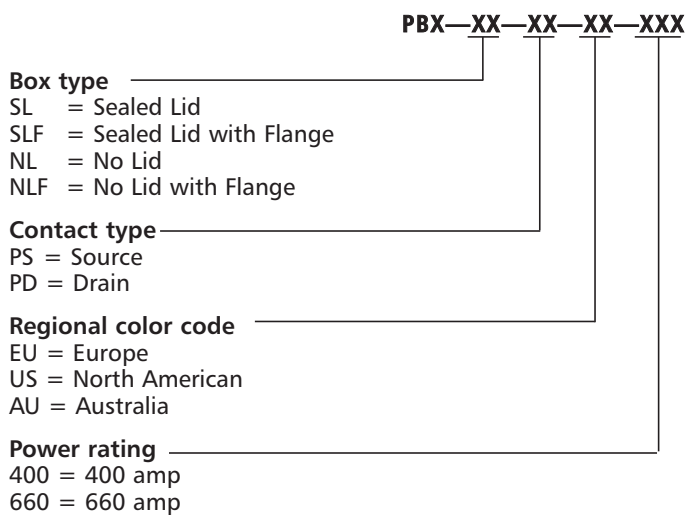 PBX—XX—XX—XX—XXX
Box type
SL = Sealed Lid
SLF = Sealed Lid with Flange
NL = No Lid
NLF = No Lid with Flange
Contact type
PS = Source
PD = Drain
Regional color code
EU = Europe
US = North American
AU = Australia
Power rating
400 = 400 amp
660 = 660 amp